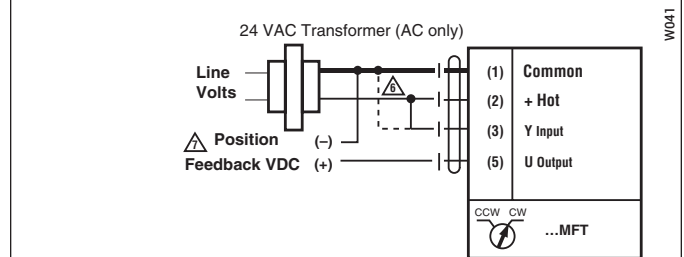 24 VAC Transformer (AC only)
W041
Line
Volts
(1) Common
6
(2) + Hot
(3) Y Input
7 Position (–)
Feedback VDC (+)
(5) U Output
CCW CW
...MFT